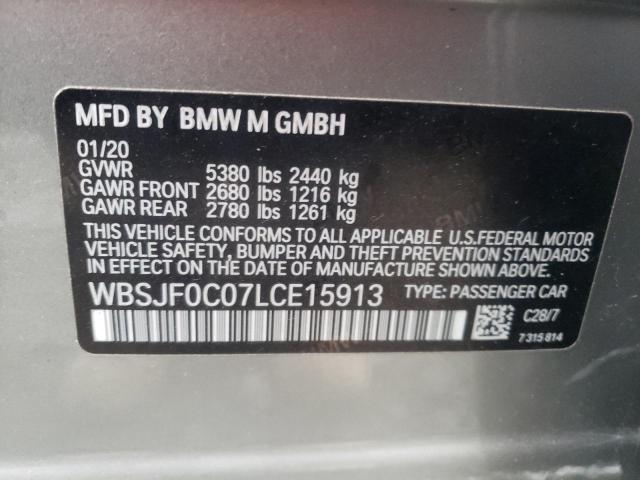 MFD BY BMW M GMBH
01/20
GVWR 5380 lbs 2440 kg
GAWR FRONT 2680 lbs 1216 kg
GAWR REAR 2780 lbs 1261 kg
THIS VEHICLE CONFORMS TO ALL APPLICABLE U.S.FEDERAL MOTOR
VEHICLE SAFETY, BUMPER AND THEFT PREVENTION STANDARDS
IN EFFECT ON THE DATE OF MANUFACTURE SHOWN ABOVE.
WBSJF0C07LCE15913 TYPE: PASSENGER CAR
C28/7
7 315 814